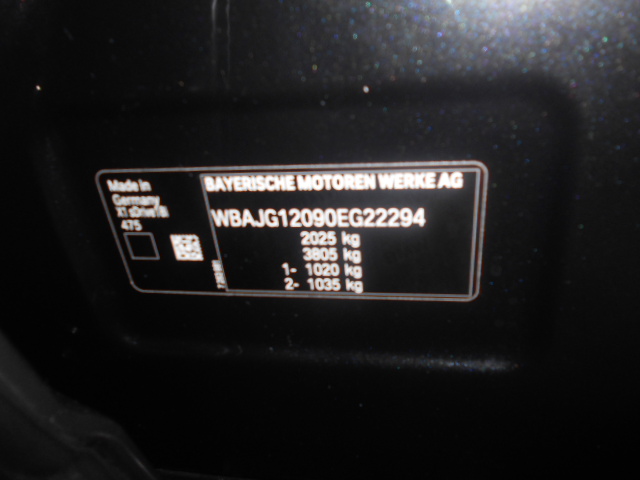 Made in
Germany
X1 sDrive18i
475
BAYERISCHE MOTOREN WERKE AG
WBAJG12090EG22294
2025 kg
3805 kg
1- 1020 kg
2- 1035 kg